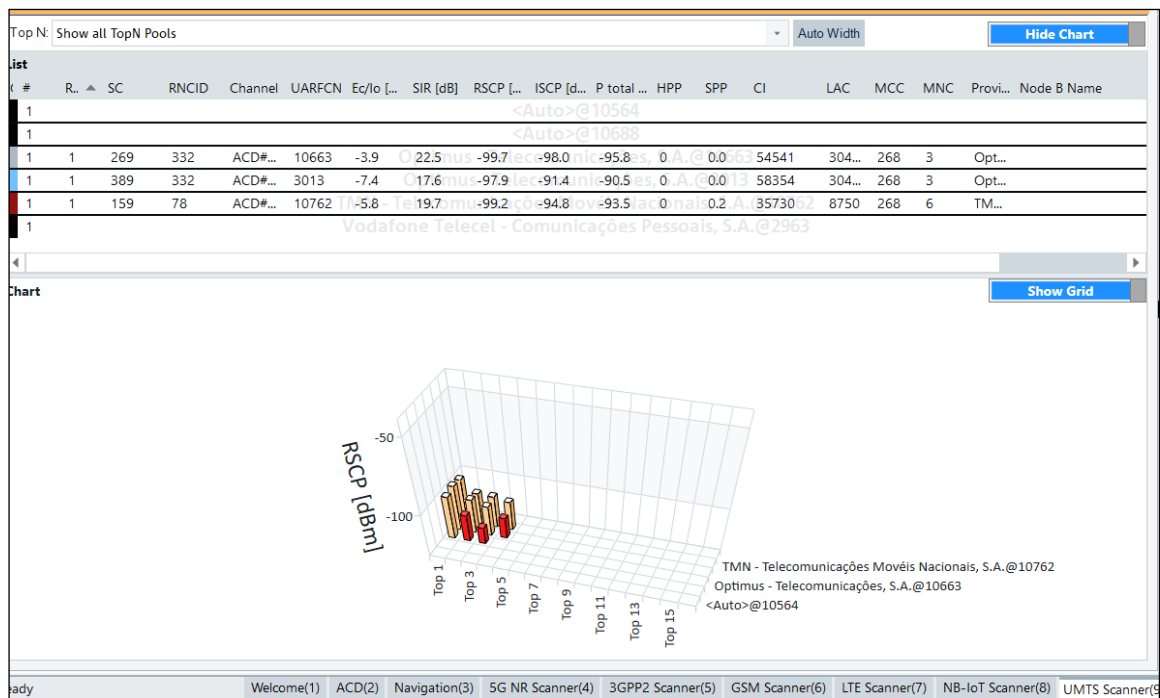 Top N: Show all TopN Pools Auto Width Hide Chart
List
# R.. SC RNCID Channel UARFCN Ec/Io [... SIR [dB] RSCP [... ISCP [d... P total ... HPP SPP CI LAC MCC MNC Provi... Node B Name
1 <Auto>@10564
1 <Auto>@10688
Optimus - Telecomunicações, S.A.@10663
1 1 269 332 ACD#... 10663 -3.9 22.5 -99.7 -98.0 -95.8 0 0.0 54541 304... 268 3 Opt...
Optimus - Telecomunicações, S.A.@3013
1 1 389 332 ACD#... 3013 -7.4 17.6 -97.9 -91.4 -90.5 0 0.0 58354 304... 268 3 Opt...
TMN - Telecomunicações Movéis Nacionais, S.A.@10762
1 1 159 78 ACD#... 10762 -5.8 19.7 -99.2 -94.8 -93.5 0 0.2 35730 8750 268 6 TM...
1 Vodafone Telecel - Comunicações Pessoais, S.A.@2963
Chart Show Grid
RSCP [dBm]
-50
-100
Top 1
Top 3
Top 5
Top 7
Top 9
Top 11
Top 13
Top 15
TMN - Telecomunicações Movéis Nacionais, S.A.@10762
Optimus - Telecomunicações, S.A.@10663
<Auto>@10564
eady Welcome(1) ACD(2) Navigation(3) 5G NR Scanner(4) 3GPP2 Scanner(5) GSM Scanner(6) LTE Scanner(7) NB-IoT Scanner(8) UMTS Scanner(9